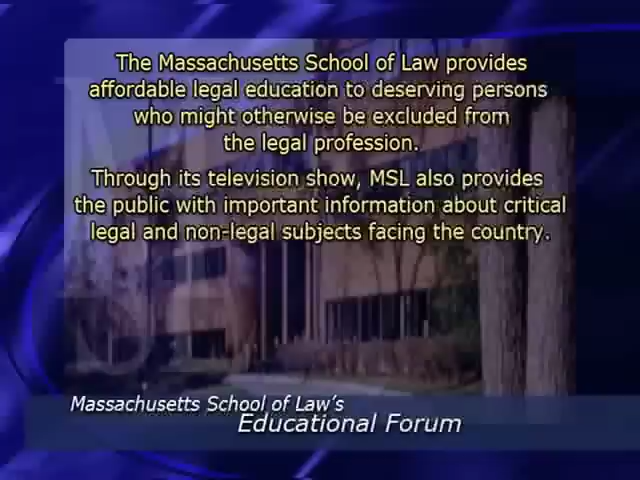 The Massachusetts School of Law provides
affordable legal education to deserving persons
who might otherwise be excluded from
the legal profession.
Through its television show, MSL also provides
the public with important information about critical
legal and non-legal subjects facing the country.
Massachusetts School of Law's
Educational Forum